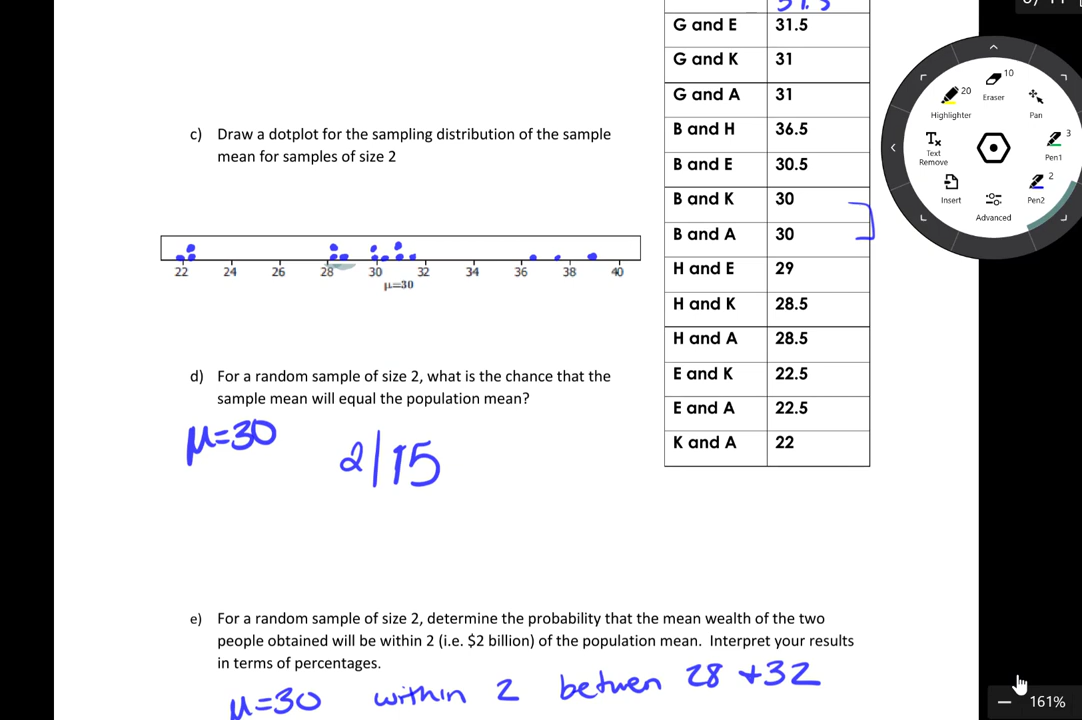 37.5
G and E 31.5
G and K 31
G and A 31
B and H 36.5
B and E 30.5
B and K 30
B and A 30
H and E 29
H and K 28.5
H and A 28.5
E and K 22.5
E and A 22.5
K and A 22
c) Draw a dotplot for the sampling distribution of the sample
mean for samples of size 2
22 24 26 28 30 32 34 36 38 40
μ=30
d) For a random sample of size 2, what is the chance that the
sample mean will equal the population mean?
μ=30 2/15
e) For a random sample of size 2, determine the probability that the mean wealth of the two
people obtained will be within 2 (i.e. $2 billion) of the population mean. Interpret your results
in terms of percentages.
μ=30 within 2 betwen 28 +32
10
Eraser
20
Highlighter
Pan
Tx
Text
Remove
3
Pen1
Insert
2
Pen2
Advanced
161%